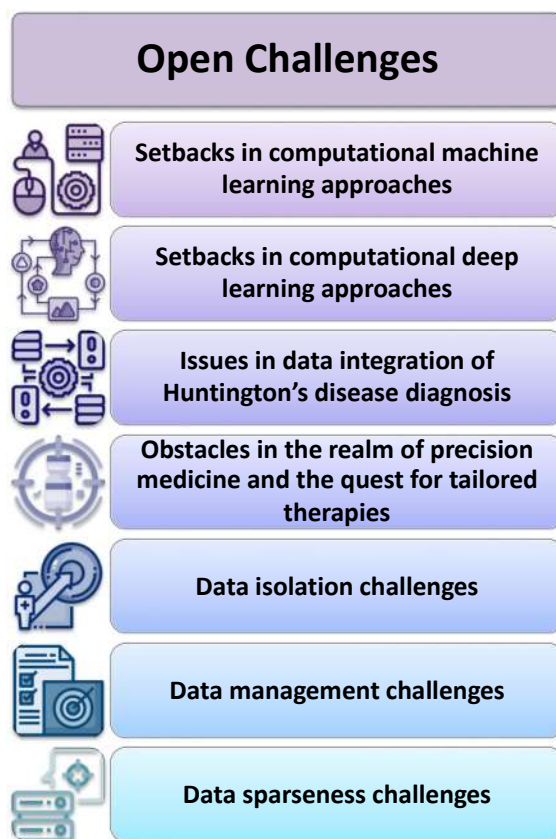 Open Challenges
Setbacks in computational machine
learning approaches
Setbacks in computational deep
learning approaches
Issues in data integration of
Huntington's disease diagnosis
Obstacles in the realm of precision
medicine and the quest for tailored
therapies
Data isolation challenges
Data management challenges
Data sparseness challenges